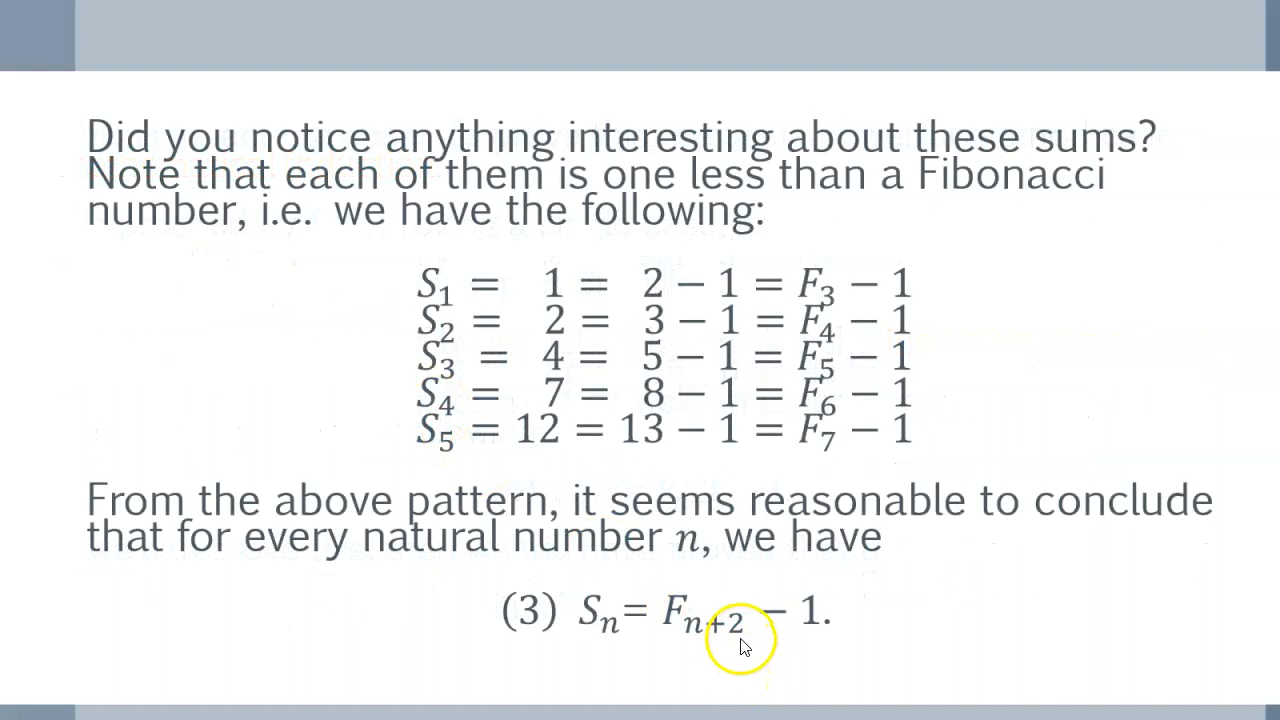 Did you notice anything interesting about these sums?
Note that each of them is one less than a Fibonacci
number, i.e. we have the following:
S₁ = 1 = 2 − 1 = F₃ − 1
S₂ = 2 = 3 − 1 = F₄ − 1
S₃ = 4 = 5 − 1 = F₅ − 1
S₄ = 7 = 8 − 1 = F₆ − 1
S₅ = 12 = 13 − 1 = F₇ − 1
From the above pattern, it seems reasonable to conclude
that for every natural number n, we have
(3) Sₙ= Fₙ₊₂ − 1.